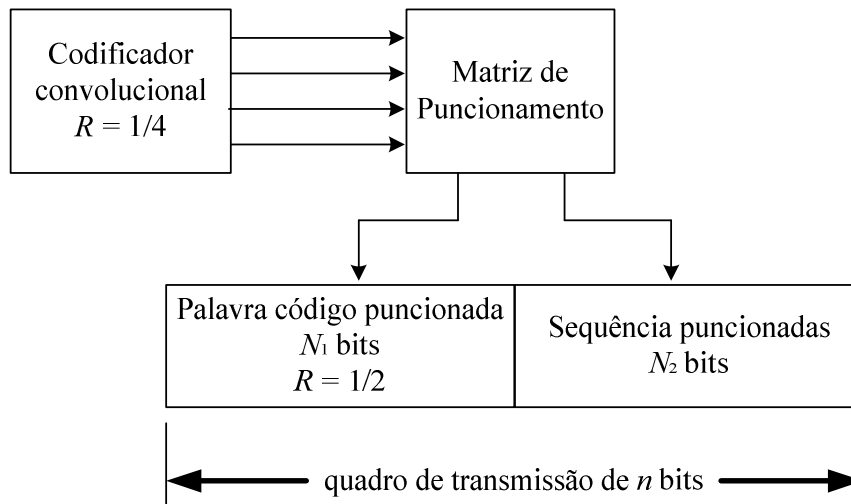 Codificador
convolucional
R = 1/4
Matriz de
Puncionamento
Palavra código puncionada
N₁ bits
R = 1/2
Sequência puncionadas
N₂ bits
quadro de transmissão de n bits